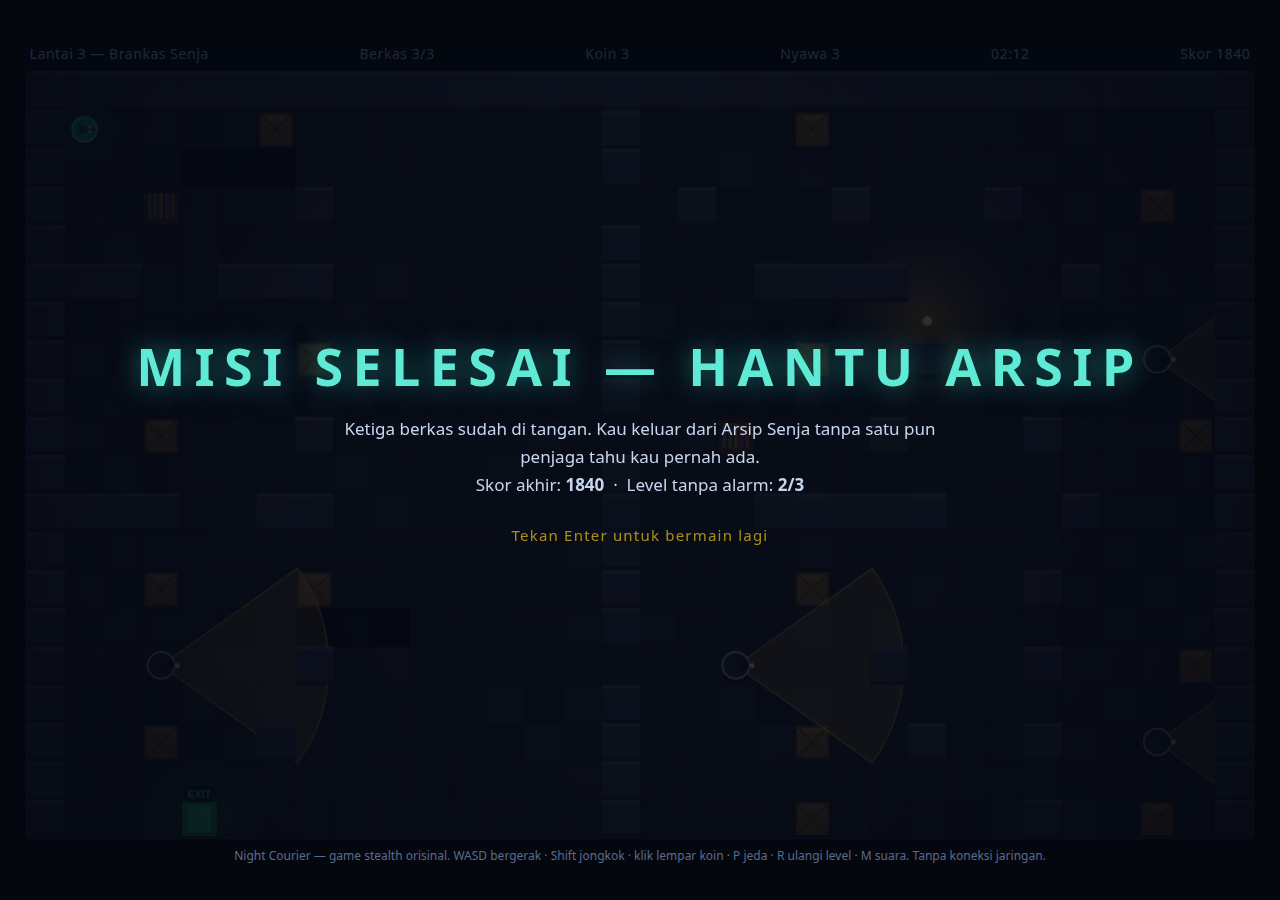 Lantai 3 — Brankas Senja Berkas 3/3 Koin 3 Nyawa 3 02:12 Skor 1840
MISI SELESAI — HANTU ARSIP
Ketiga berkas sudah di tangan. Kau keluar dari Arsip Senja tanpa satu pun
penjaga tahu kau pernah ada.
Skor akhir: 1840 · Level tanpa alarm: 2/3
Tekan Enter untuk bermain lagi
EXIT
Night Courier — game stealth orisinal. WASD bergerak · Shift jongkok · klik lempar koin · P jeda · R ulangi level · M suara. Tanpa koneksi jaringan.